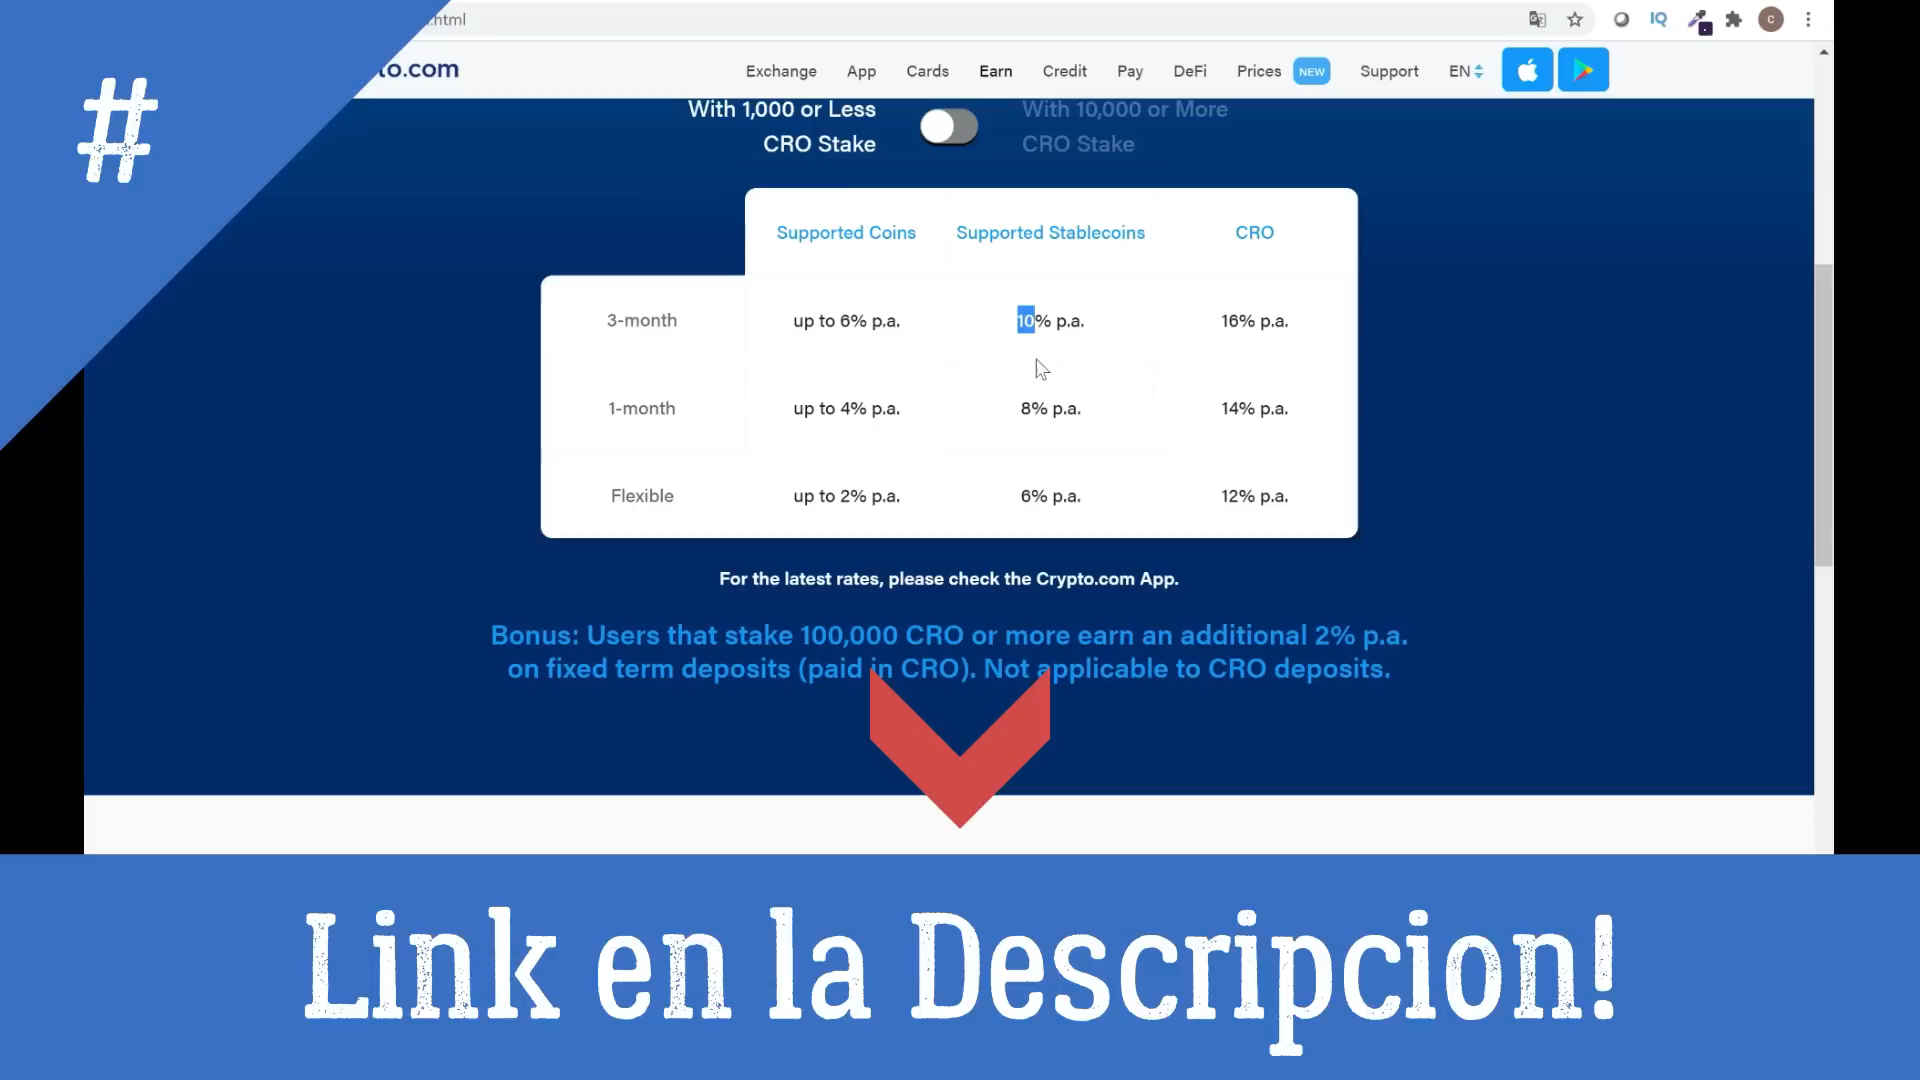 .html
to.com
Exchange App Cards Earn Credit Pay DeFi Prices NEW Support EN
IQ
C
#
With 1,000 or Less
CRO Stake
With 10,000 or More
CRO Stake
Supported Coins Supported Stablecoins CRO
3-month up to 6% p.a. 10% p.a. 16% p.a.
1-month up to 4% p.a. 8% p.a. 14% p.a.
Flexible up to 2% p.a. 6% p.a. 12% p.a.
For the latest rates, please check the Crypto.com App.
Bonus: Users that stake 100,000 CRO or more earn an additional 2% p.a.
on fixed term deposits (paid in CRO). Not applicable to CRO deposits.
Link en la Descripcion!